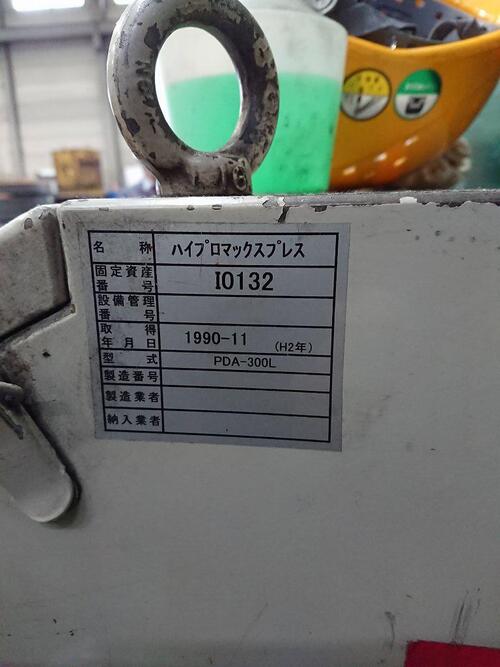 名 称 ハイプロマックスプレス
固定資産
番 号 I0132
設備管理
番 号
取 得
年 月 日 1990-11 (H2年)
型 式 PDA-300L
製造番号
製造業者
納入業者